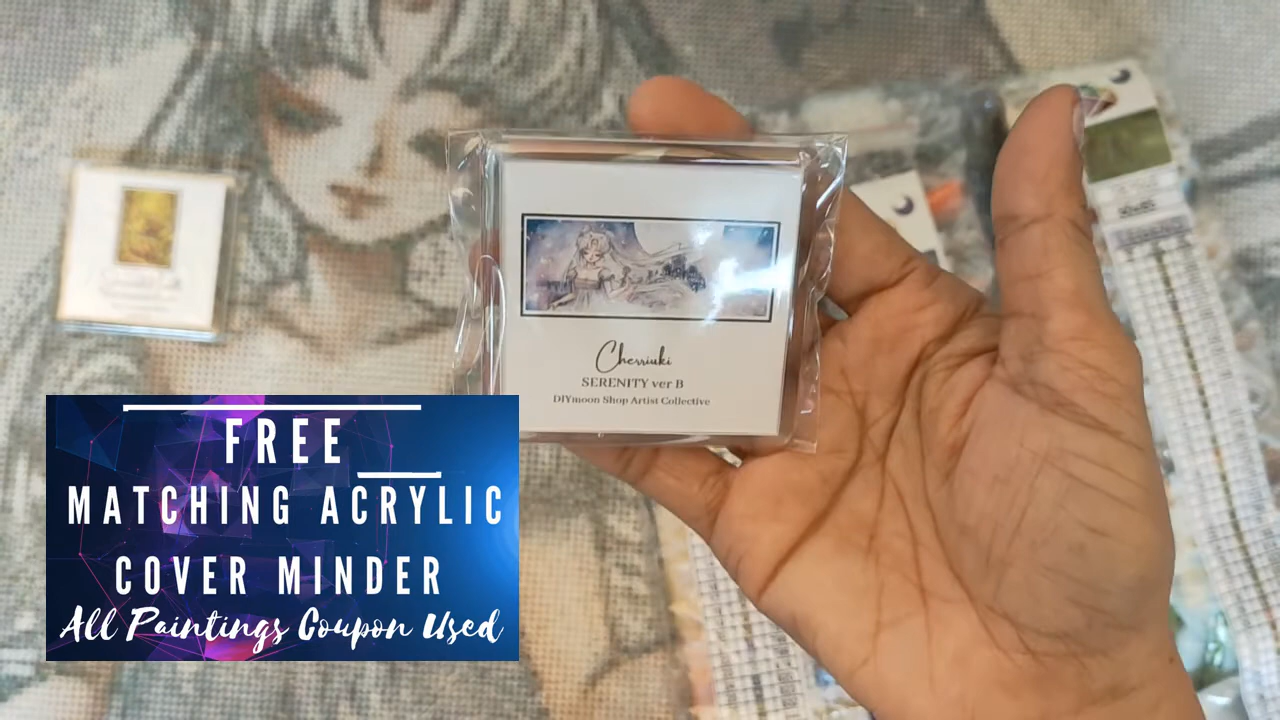 Cherriuki
SERENITY ver B
DIYmoon Shop Artist Collective
FREE
MATCHING ACRYLIC
COVER MINDER
All Paintings Coupon Used